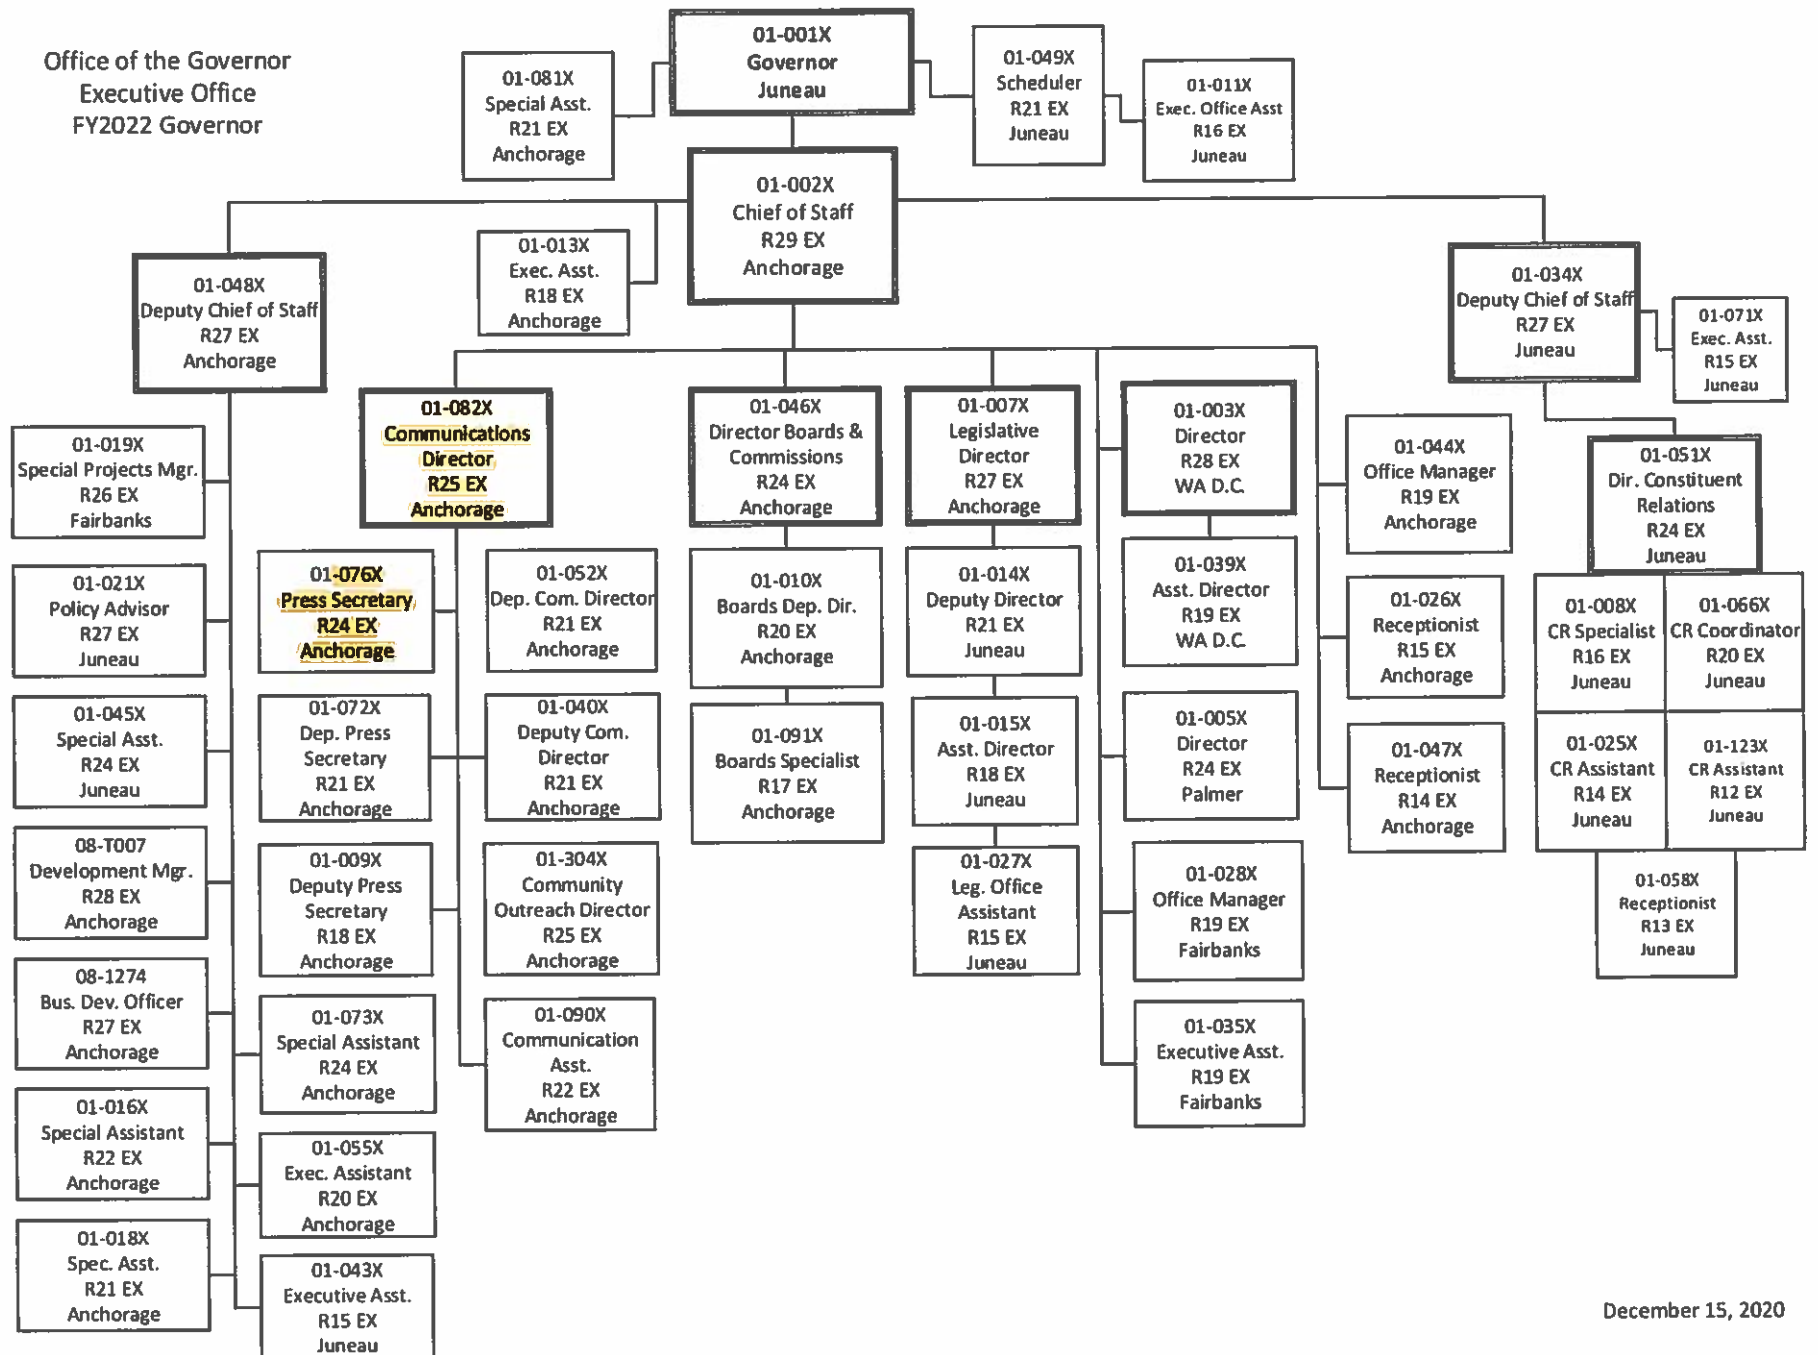 Office of the Governor
Executive Office
FY2022 Governor
01-081X
Special Asst.
R21 EX
Anchorage
01-001X
Governor
Juneau
01-049X
Scheduler
R21 EX
Juneau
01-011X
Exec. Office Asst
R16 EX
Juneau
01-002X
Chief of Staff
R29 EX
Anchorage
01-013X
Exec. Asst.
R18 EX
Anchorage
01-048X
Deputy Chief of Staff
R27 EX
Anchorage
01-034X
Deputy Chief of Staff
R27 EX
Juneau
01-071X
Exec. Asst.
R15 EX
Juneau
01-019X
Special Projects Mgr.
R26 EX
Fairbanks
01-021X
Policy Advisor
R27 EX
Juneau
01-045X
Special Asst.
R24 EX
Juneau
08-T007
Development Mgr.
R28 EX
Anchorage
08-1274
Bus. Dev. Officer
R27 EX
Anchorage
01-016X
Special Assistant
R22 EX
Anchorage
01-018X
Spec. Asst.
R21 EX
Anchorage
01-073X
Special Assistant
R24 EX
Anchorage
01-055X
Exec. Assistant
R20 EX
Anchorage
01-043X
Executive Asst.
R15 EX
Juneau
01-082X
Communications
Director
R25 EX
Anchorage
01-076X
Press Secretary
R24 EX
Anchorage
01-052X
Dep. Com. Director
R21 EX
Anchorage
01-072X
Dep. Press
Secretary
R21 EX
Anchorage
01-040X
Deputy Com.
Director
R21 EX
Anchorage
01-009X
Deputy Press
Secretary
R18 EX
Anchorage
01-304X
Community
Outreach Director
R25 EX
Anchorage
01-090X
Communication
Asst.
R22 EX
Anchorage
01-046X
Director Boards &
Commissions
R24 EX
Anchorage
01-010X
Boards Dep. Dir.
R20 EX
Anchorage
01-091X
Boards Specialist
R17 EX
Anchorage
01-007X
Legislative
Director
R27 EX
Anchorage
01-014X
Deputy Director
R21 EX
Juneau
01-015X
Asst. Director
R18 EX
Juneau
01-027X
Leg. Office
Assistant
R15 EX
Juneau
01-003X
Director
R28 EX
WA D.C.
01-039X
Asst. Director
R19 EX
WA D.C.
01-005X
Director
R24 EX
Palmer
01-028X
Office Manager
R19 EX
Fairbanks
01-035X
Executive Asst.
R19 EX
Fairbanks
01-044X
Office Manager
R19 EX
Anchorage
01-026X
Receptionist
R15 EX
Anchorage
01-047X
Receptionist
R14 EX
Anchorage
01-051X
Dir. Constituent
Relations
R24 EX
Juneau
01-008X
CR Specialist
R16 EX
Juneau
01-066X
CR Coordinator
R20 EX
Juneau
01-025X
CR Assistant
R14 EX
Juneau
01-123X
CR Assistant
R12 EX
Juneau
01-058X
Receptionist
R13 EX
Juneau
December 15, 2020